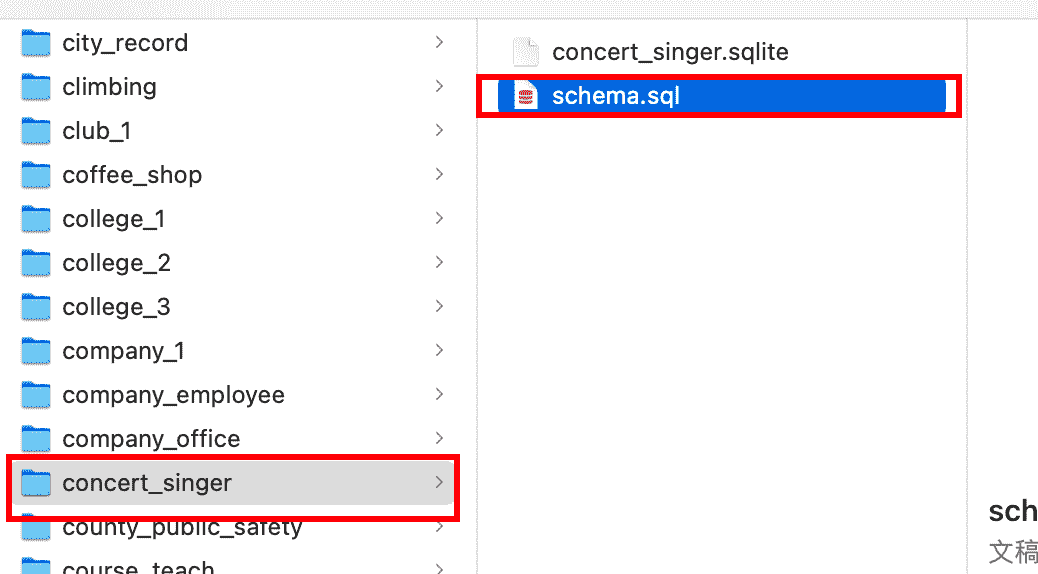 city_record
climbing
club_1
coffee_shop
college_1
college_2
college_3
company_1
company_employee
company_office
concert_singer
county_public_safety
course_teach
concert_singer.sqlite
schema.sql
sch
文稿